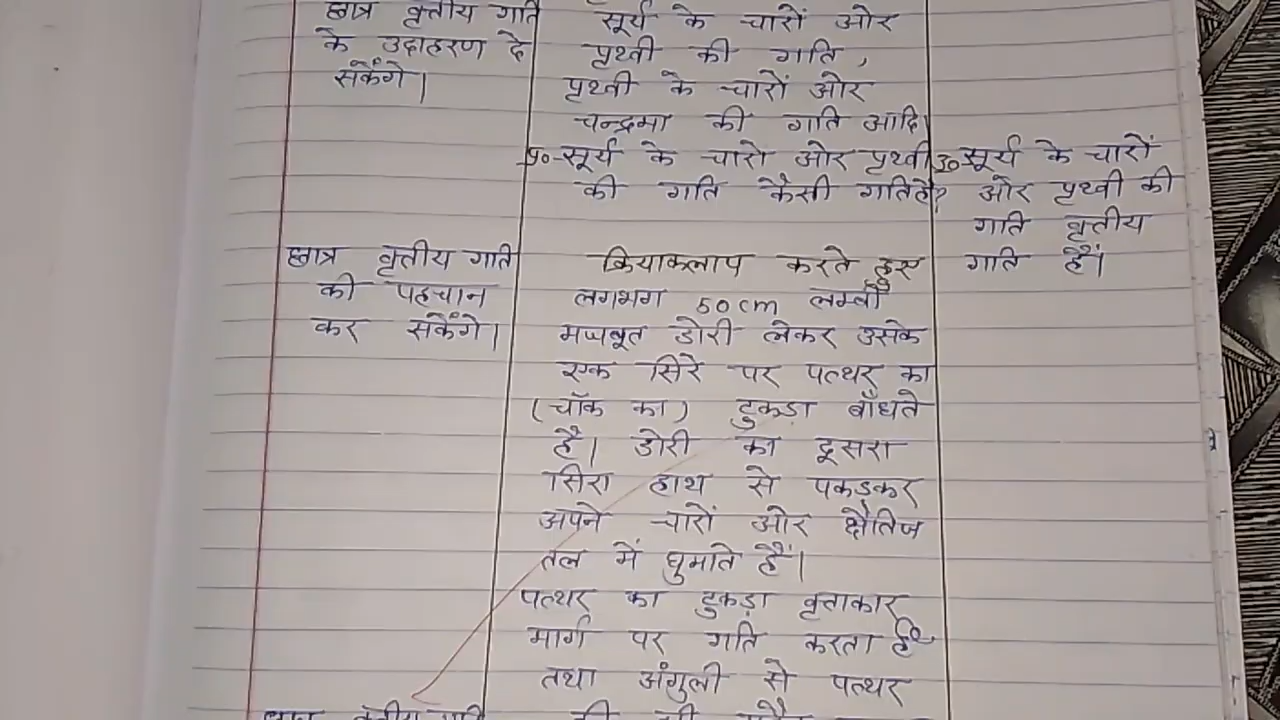 छात्र वृत्तीय गति
के उदाहरण दे
सकेंगे।
सूर्य के चारों ओर
पृथ्वी की गति,
पृथ्वी के चारों ओर
चन्द्रमा की गति आदि।
प्र०-सूर्य के चारो ओर पृथ्वी
की गति कैसी गति है?
उ०सूर्य के चारों
ओर पृथ्वी की
गति वृत्तीय
गति हैं।
छात्र वृत्तीय गति
की पहचान
कर सकेंगे।
क्रियाकलाप करते हुए
लगभग 50cm लम्बी
मजबूत डोरी लेकर उसके
एक सिरे पर पत्थर का
(चॉक का) टुकड़ा बाँधते
है। डोरी का दूसरा
सिरा हाथ से पकड़कर
अपने चारों ओर क्षैतिज
तल में घुमाते हैं।
पत्थर का टुकड़ा वृत्ताकार
मार्ग पर गति करता है
तथा अंगुली से पत्थर
छात्र वृत्तीय गति
की